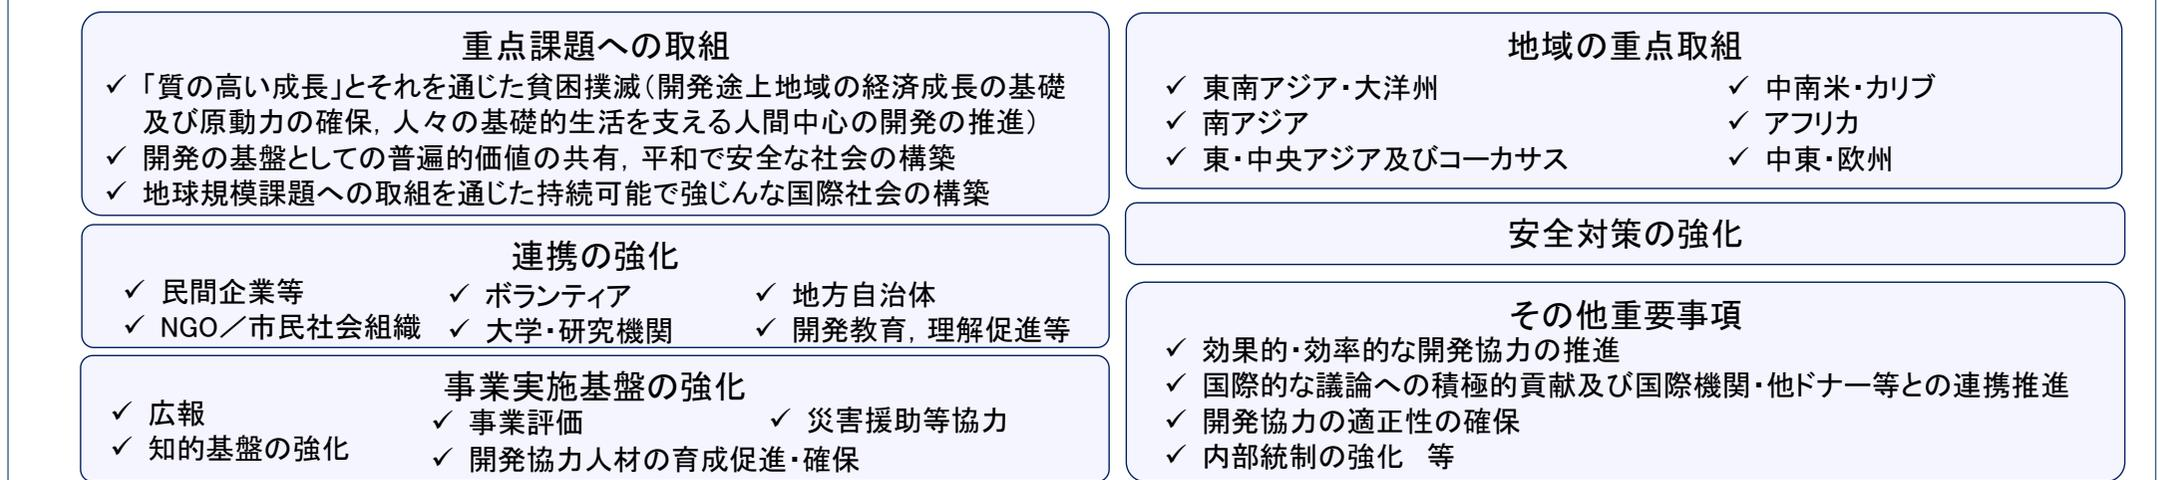 重点課題への取組
✓ 「質の高い成長」とそれを通じた貧困撲滅（開発途上地域の経済成長の基礎
及び原動力の確保，人々の基礎的生活を支える人間中心の開発の推進）
✓ 開発の基盤としての普遍的価値の共有，平和で安全な社会の構築
✓ 地球規模課題への取組を通じた持続可能で強じんな国際社会の構築
連携の強化
✓ 民間企業等 ✓ ボランティア ✓ 地方自治体
✓ NGO／市民社会組織 ✓ 大学・研究機関 ✓ 開発教育，理解促進等
事業実施基盤の強化
✓ 広報 ✓ 事業評価 ✓ 災害援助等協力
✓ 知的基盤の強化 ✓ 開発協力人材の育成促進・確保
地域の重点取組
✓ 東南アジア・大洋州 ✓ 中南米・カリブ
✓ 南アジア ✓ アフリカ
✓ 東・中央アジア及びコーカサス ✓ 中東・欧州
安全対策の強化
その他重要事項
✓ 効果的・効率的な開発協力の推進
✓ 国際的な議論への積極的貢献及び国際機関・他ドナー等との連携推進
✓ 開発協力の適正性の確保
✓ 内部統制の強化　等